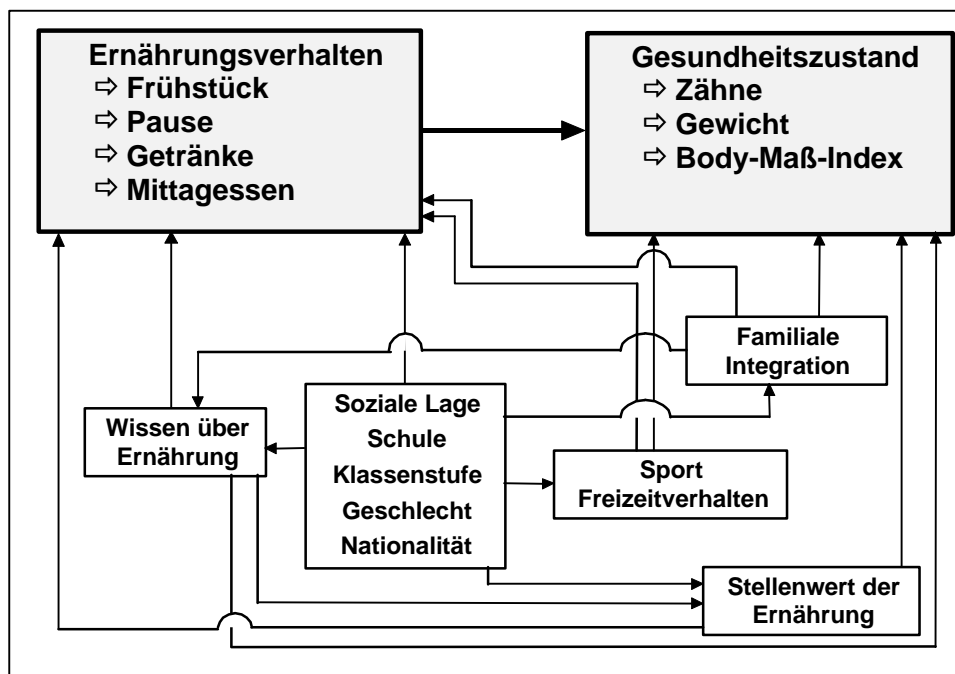 Ernährungsverhalten
⇨ Frühstück
⇨ Pause
⇨ Getränke
⇨ Mittagessen
Gesundheitszustand
⇨ Zähne
⇨ Gewicht
⇨ Body-Maß-Index
Familiale
Integration
Wissen über
Ernährung
Soziale Lage
Schule
Klassenstufe
Geschlecht
Nationalität
Sport
Freizeitverhalten
Stellenwert der
Ernährung